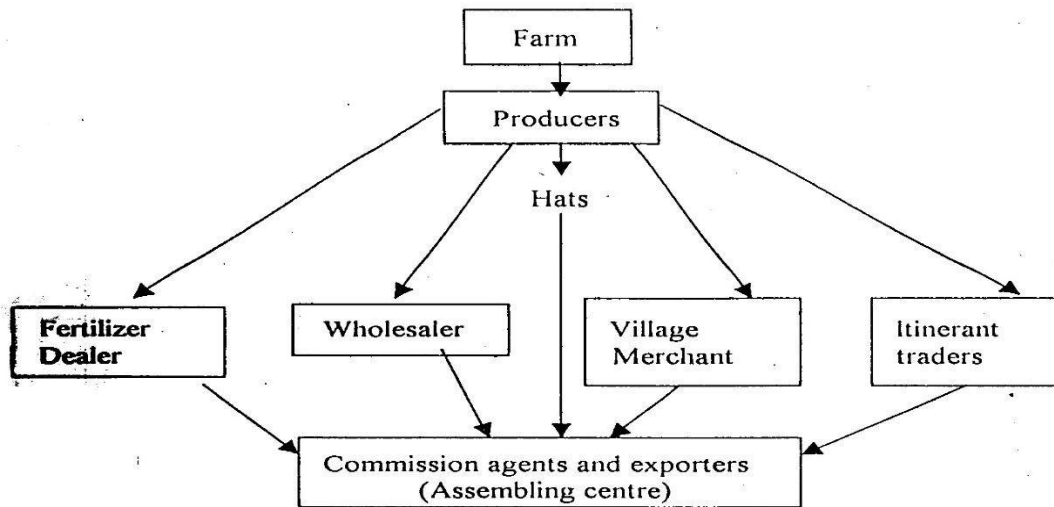 Farm
Producers
Hats
Fertilizer
Dealer
Wholesaler
Village
Merchant
Itinerant
traders
Commission agents and exporters
(Assembling centre)